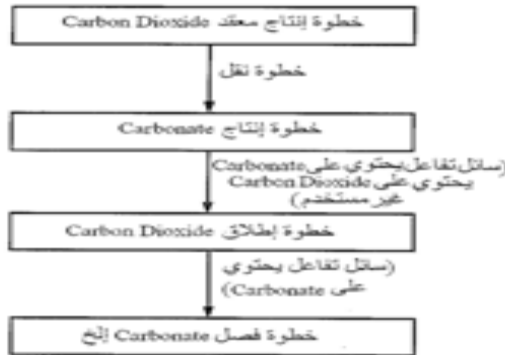 خطوة إنتاج معقد Carbon Dioxide
خطوة نقل
خطوة إنتاج Carbonate
(سائل تفاعل يحتوي على Carbonate
يحتوي على Carbon Dioxide
غير مستخدم)
خطوة إطلاق Carbon Dioxide
(سائل تفاعل يحتوي
على Carbonate)
خطوة فصل Carbonate إلخ